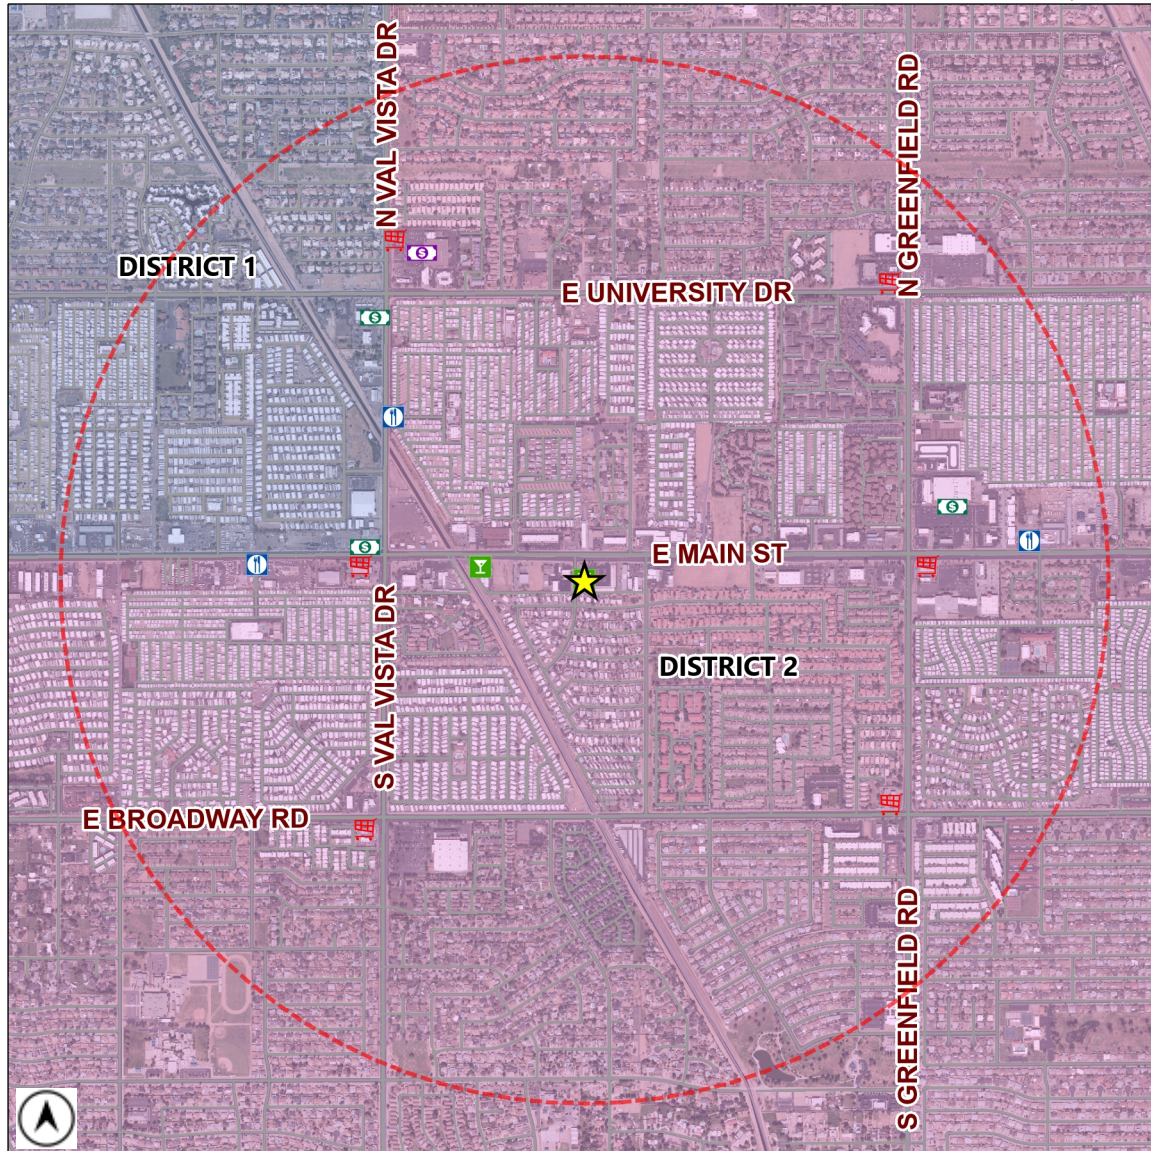 N VAL VISTA DR
N GREENFIELD RD
DISTRICT 1
E UNIVERSITY DR
E MAIN ST
S VAL VISTA DR
DISTRICT 2
E BROADWAY RD
S GREENFIELD RD